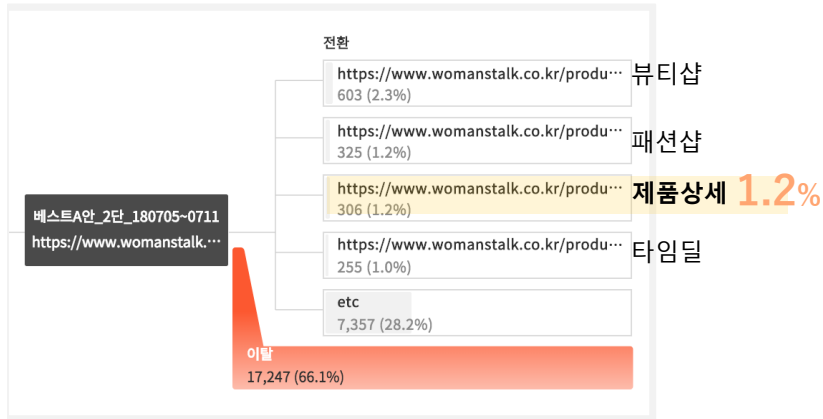 전환
https://www.womanstalk.co.kr/produ…
603 (2.3%)
뷰티샵
https://www.womanstalk.co.kr/produ…
325 (1.2%)
패션샵
https://www.womanstalk.co.kr/produ…
306 (1.2%)
제품상세 1.2%
베스트A안_2단_180705~0711
https://www.womanstalk.…
https://www.womanstalk.co.kr/produ…
255 (1.0%)
타임딜
etc
7,357 (28.2%)
이탈
17,247 (66.1%)